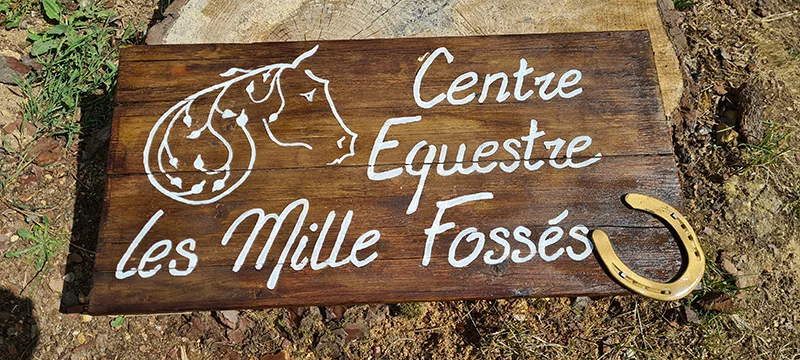 Centre
Equestre
les Mille Fossés